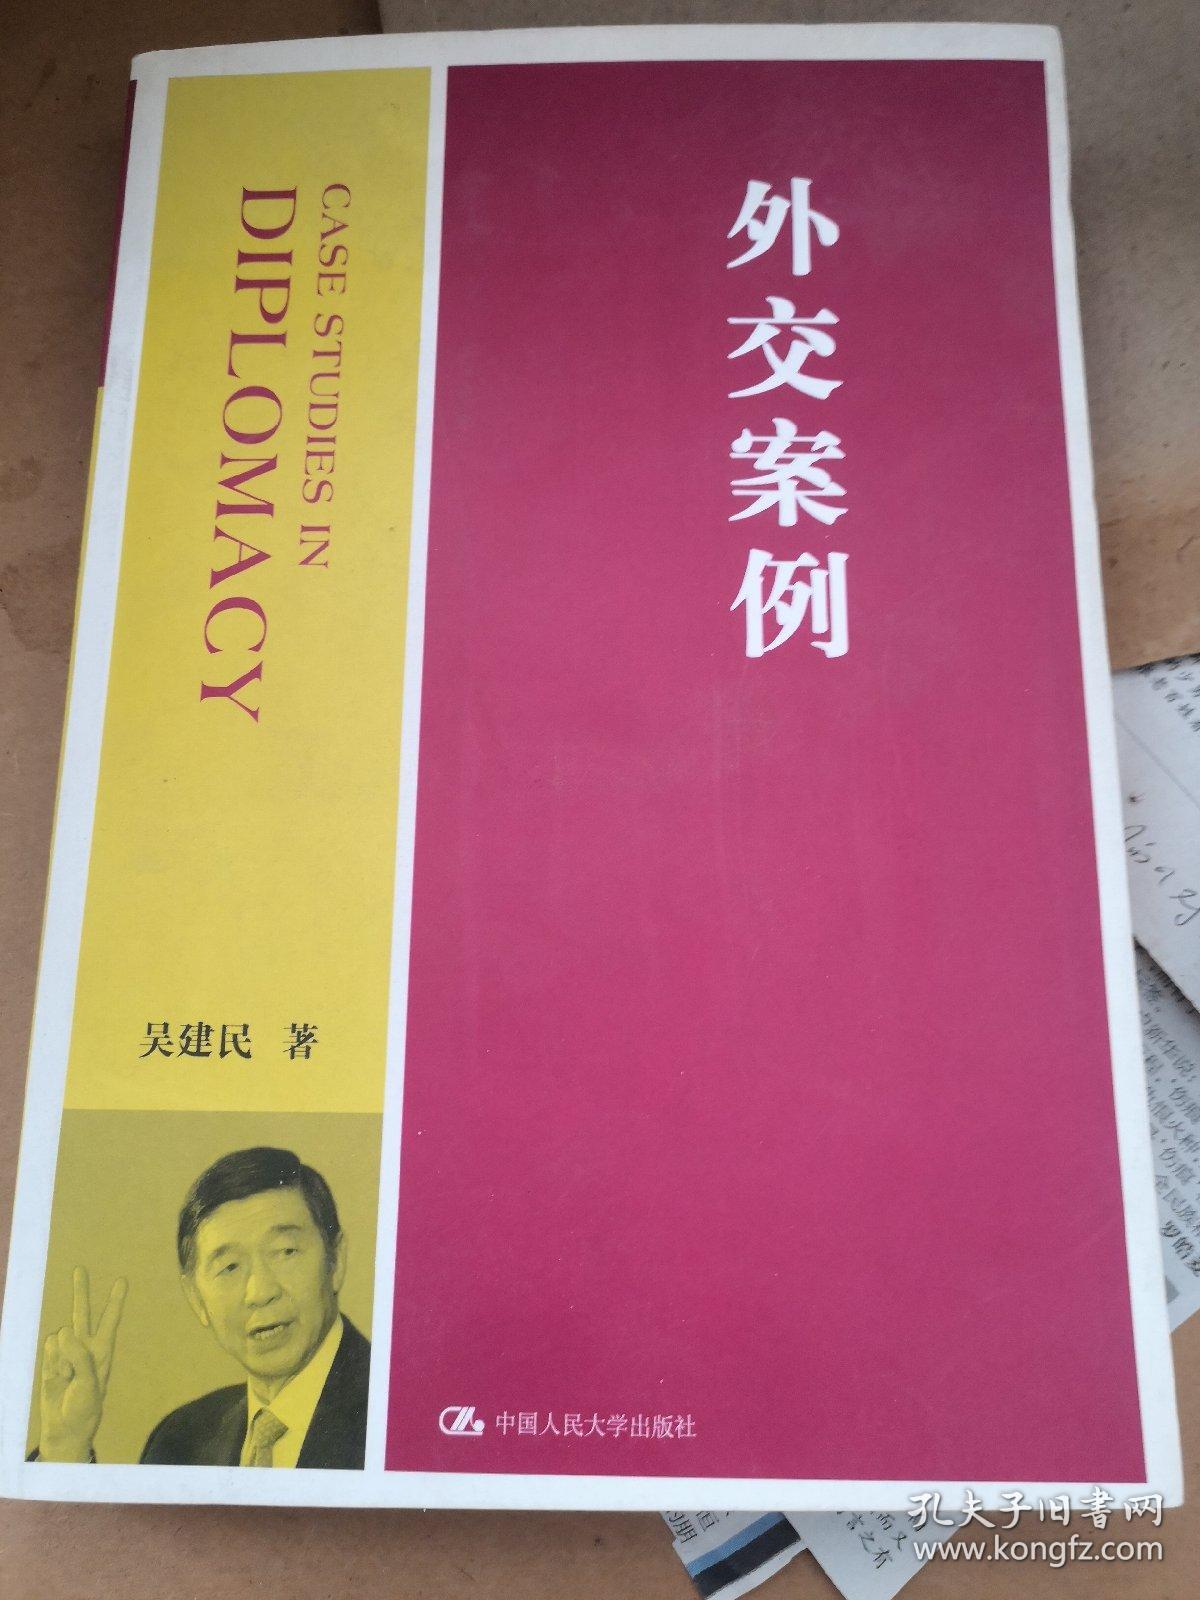 外交案例
CASE STUDIES IN
DIPLOMACY
吴建民 著
中国人民大学出版社
孔夫子旧书网
www.kongfz.com